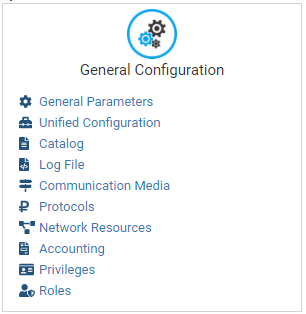 General Configuration
General Parameters
Unified Configuration
Catalog
Log File
Communication Media
Protocols
Network Resources
Accounting
Privileges
Roles